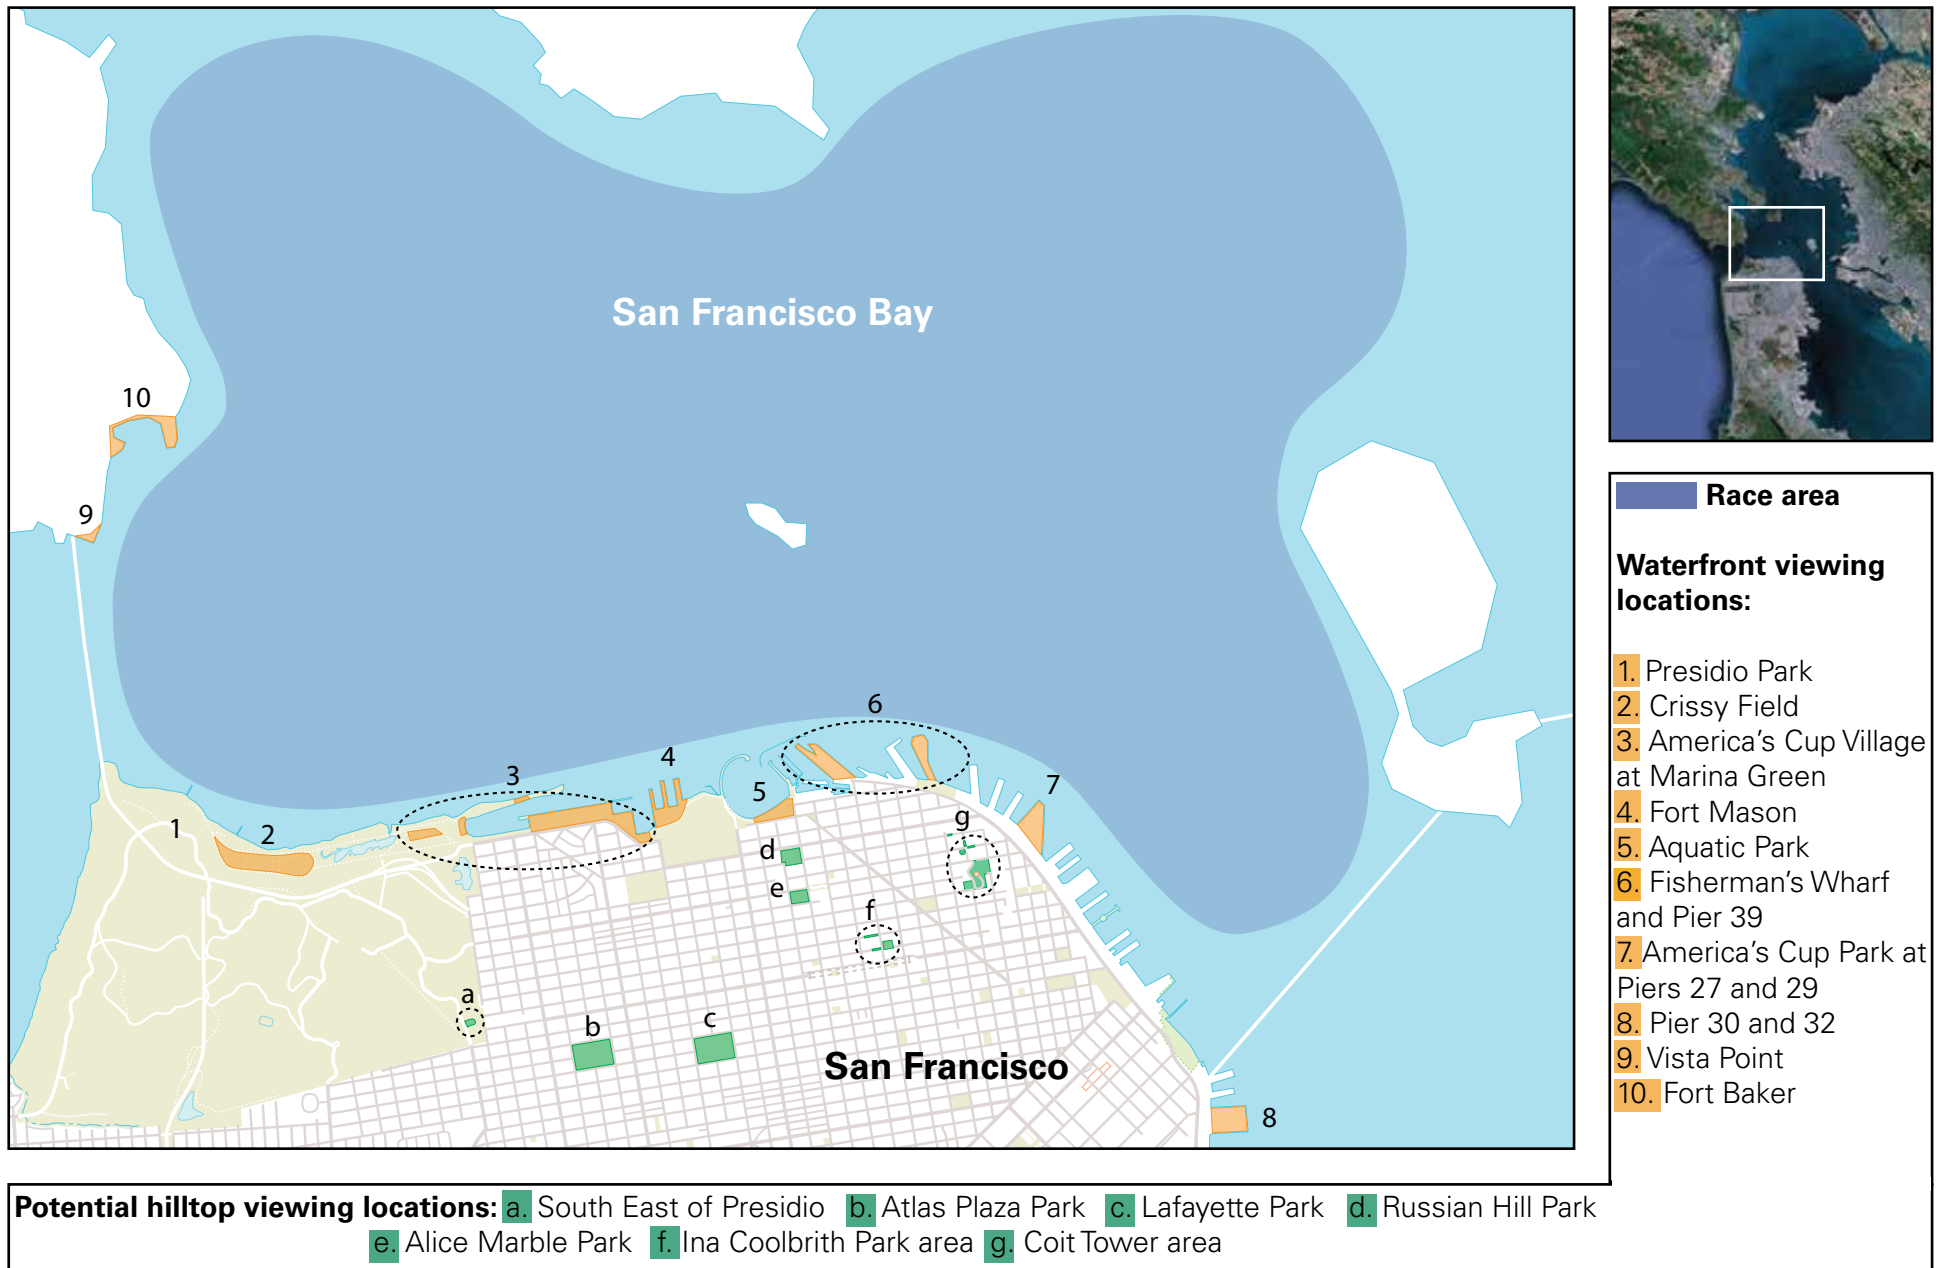 San Francisco Bay
10
9
6
3
4
5
7
1
2
g
d
e
f
a
b
c
San Francisco
8
Race area
Waterfront viewing
locations:
1. Presidio Park
2. Crissy Field
3. America's Cup Village
at Marina Green
4. Fort Mason
5. Aquatic Park
6. Fisherman's Wharf
and Pier 39
7. America's Cup Park at
Piers 27 and 29
8. Pier 30 and 32
9. Vista Point
10. Fort Baker
Potential hilltop viewing locations: a. South East of Presidio b. Atlas Plaza Park c. Lafayette Park d. Russian Hill Park
e. Alice Marble Park f. Ina Coolbrith Park area g. Coit Tower area